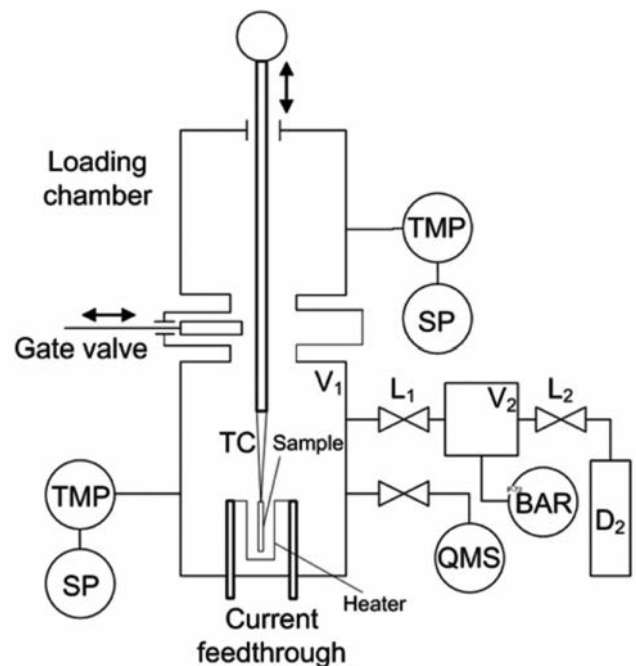 Loading
chamber
TMP
SP
Gate valve
V1
L1
V2
L2
TC
Sample
TMP
BAR
D2
QMS
SP
Heater
Current
feedthrough